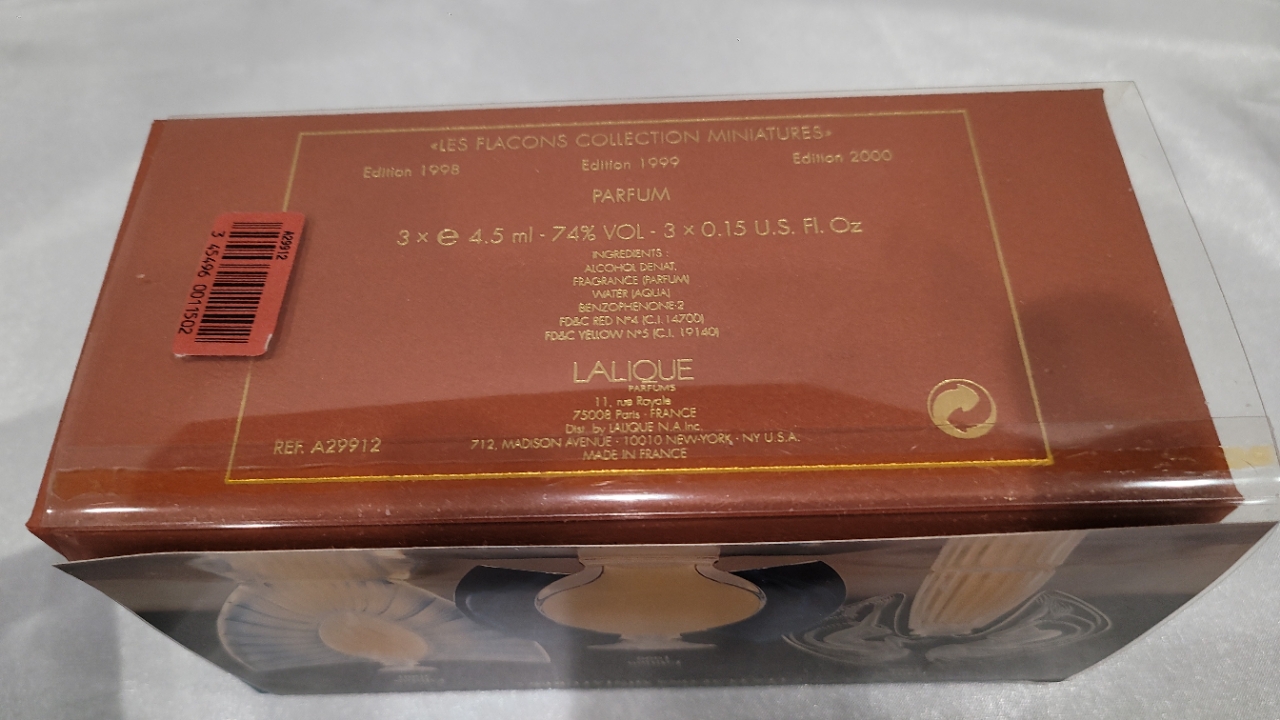 «LES FLACONS COLLECTION MINIATURES»
Edition 1998 Edition 1999 Edition 2000
PARFUM
3 x e 4.5 ml - 74% VOL - 3 x 0.15 U.S. Fl. Oz
INGREDIENTS :
ALCOHOL DENAT.
FRAGRANCE (PARFUM)
WATER (AQUA)
BENZOPHENONE-2
FD&C RED N°4 (C.I.14700)
FD&C YELLOW N°5 (C.I. 19140)
LALIQUE
PARFUMS
11, rue Royale
75008 Paris - FRANCE
Dist. by LALIQUE N.A Inc.
712, MADISON AVENUE - 10010 NEW-YORK - NY U.S.A.
MADE IN FRANCE
REF. A29912
A29912
3 45496 0011502